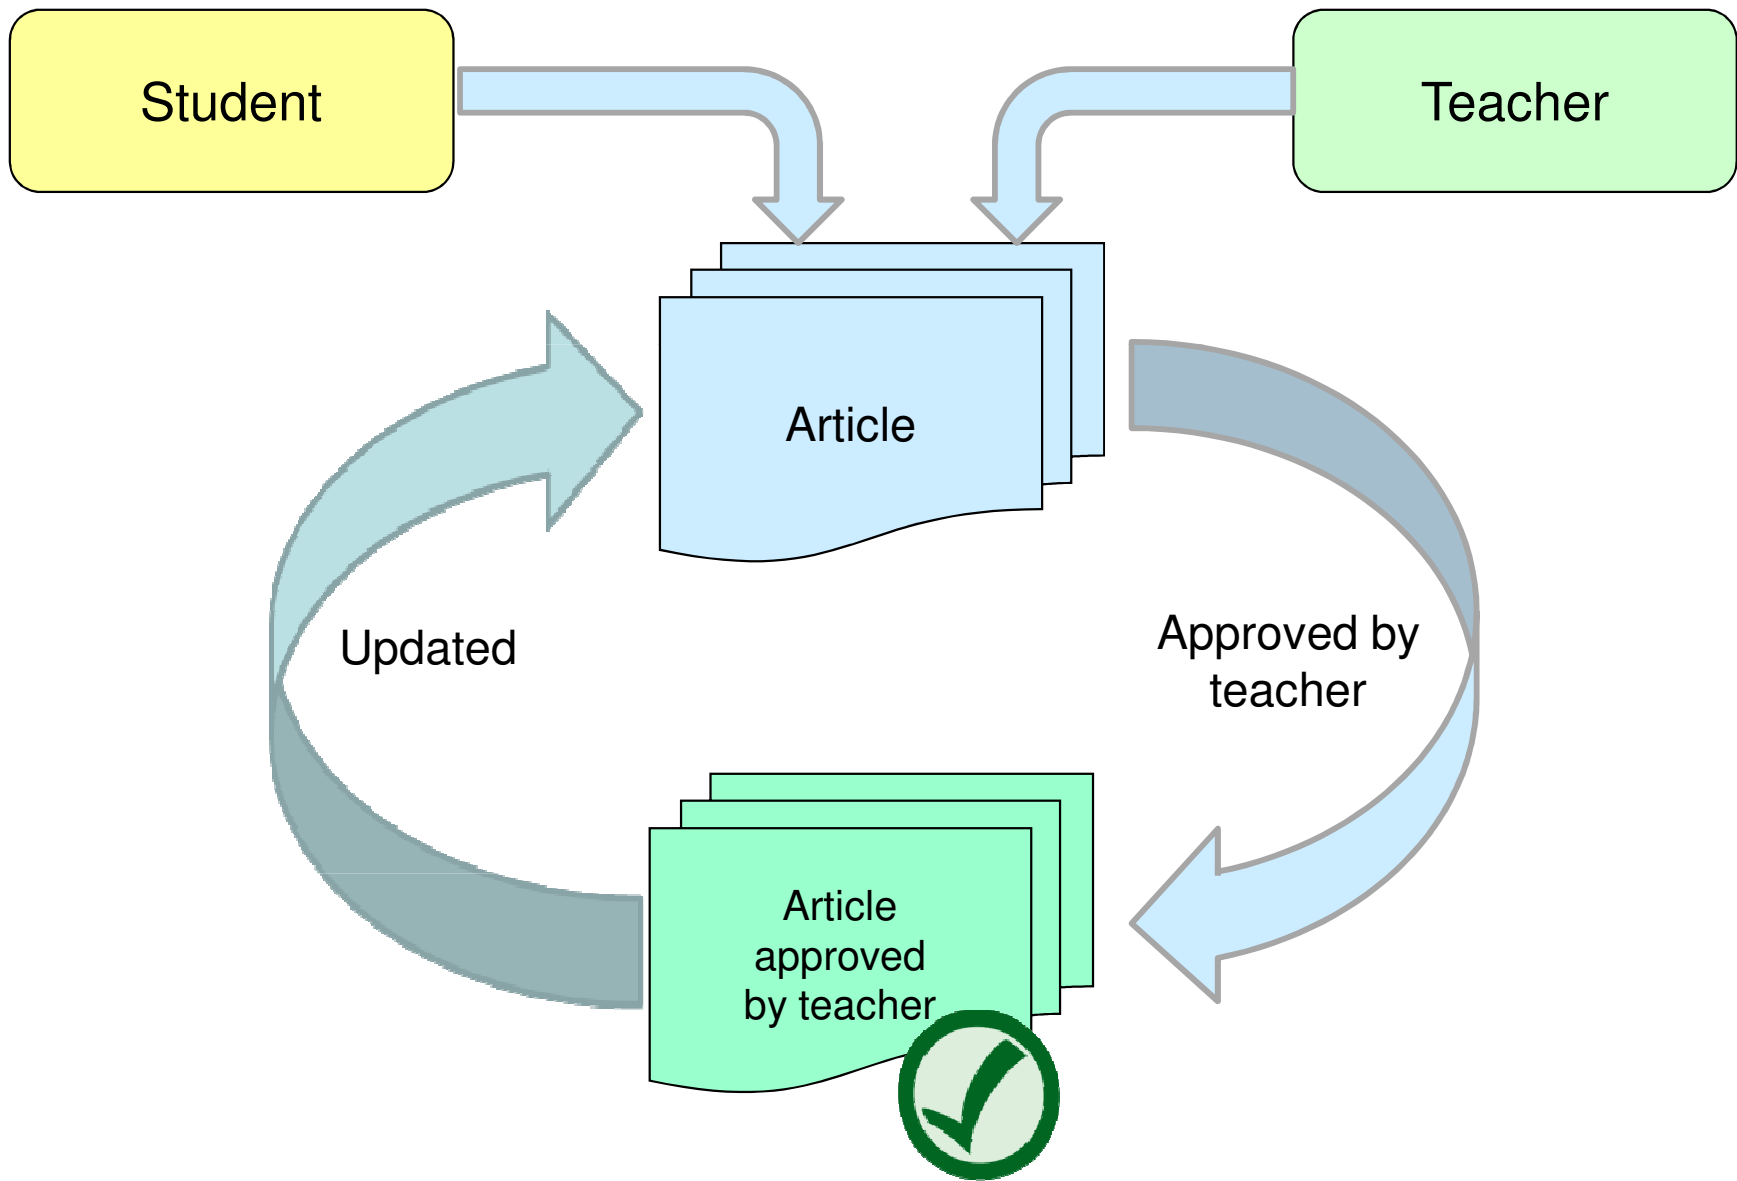 Student
Teacher
Article
Updated
Approved by
teacher
Article
approved
by teacher